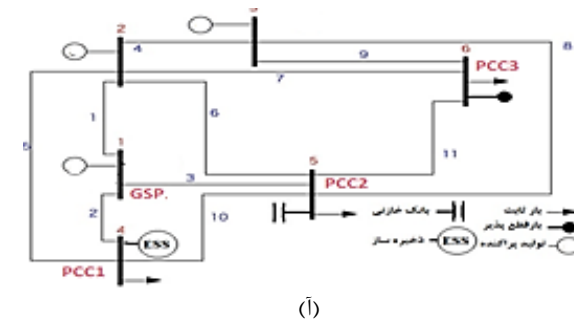 2
4
8
9
6
PCC3
7
5
1
6
11
1
5
PCC2
3
GSP.
2
10
بار ثابت
بانک خازنی
4
ESS
بارقطع پذیر
ذخیره ساز
ESS
تولید پراکنده
PCC1
(آ)